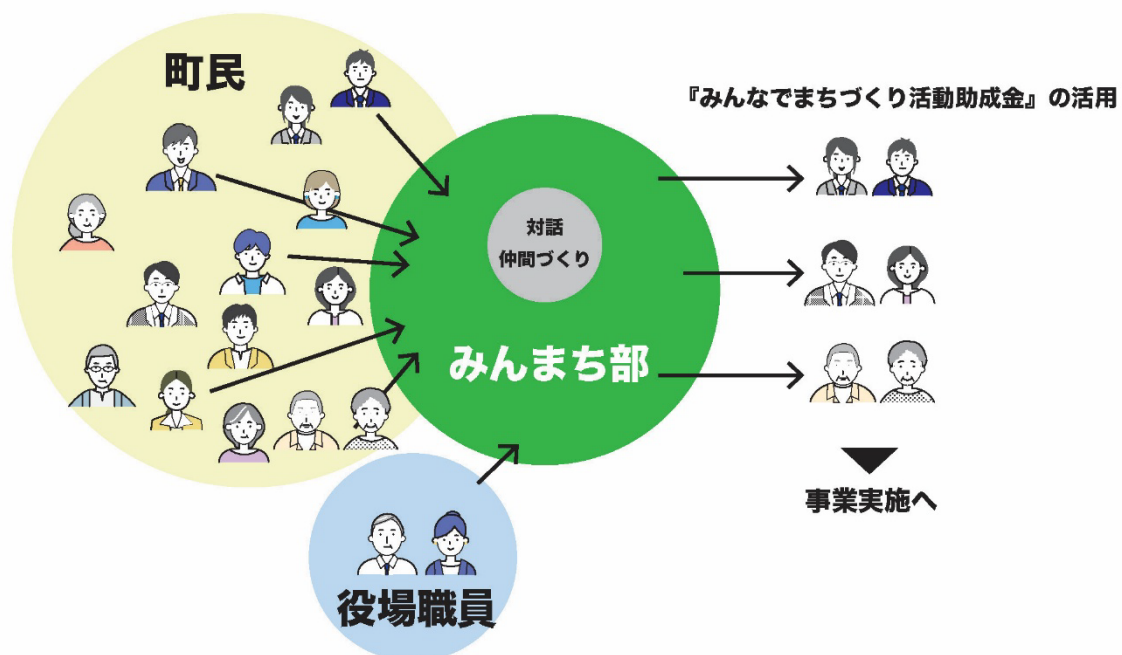 町民
『みんなでまちづくり活動助成金』の活用
対話
仲間づくり
みんまち部
事業実施へ
役場職員